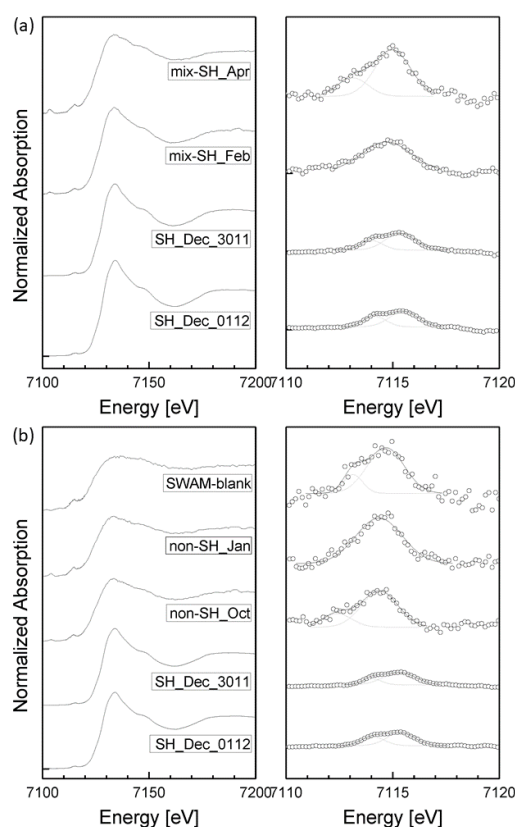 (a)
Normalized Absorption
mix-SH_Apr
mix-SH_Feb
SH_Dec_3011
SH_Dec_0112
7100 7150 7200
7110 7115 7120
Energy [eV] Energy [eV]
(b)
Normalized Absorption
SWAM-blank
non-SH_Jan
non-SH_Oct
SH_Dec_3011
SH_Dec_0112
7100 7150 7200
7110 7115 7120
Energy [eV] Energy [eV]